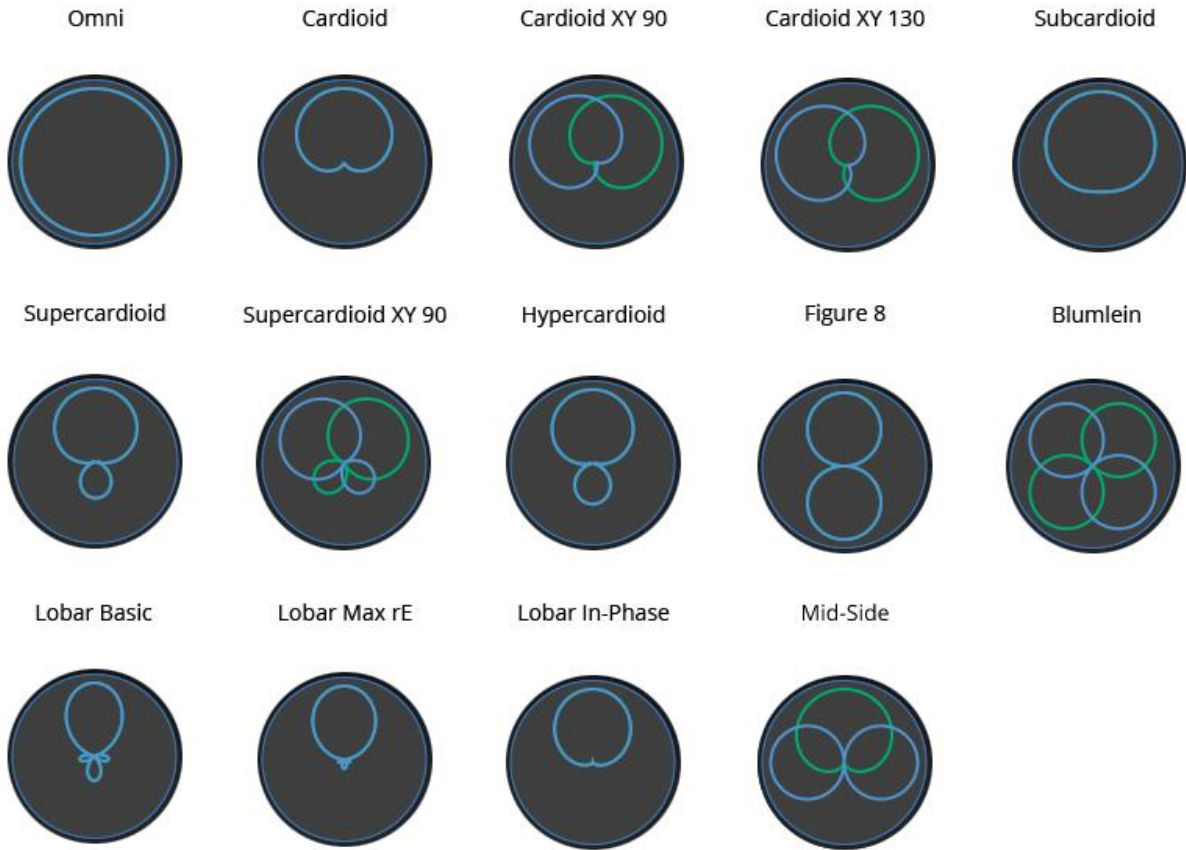 Omni
Cardioid
Cardioid XY 90
Cardioid XY 130
Subcardioid
Supercardioid
Supercardioid XY 90
Hypercardioid
Figure 8
Blumlein
Lobar Basic
Lobar Max rE
Lobar In-Phase
Mid-Side